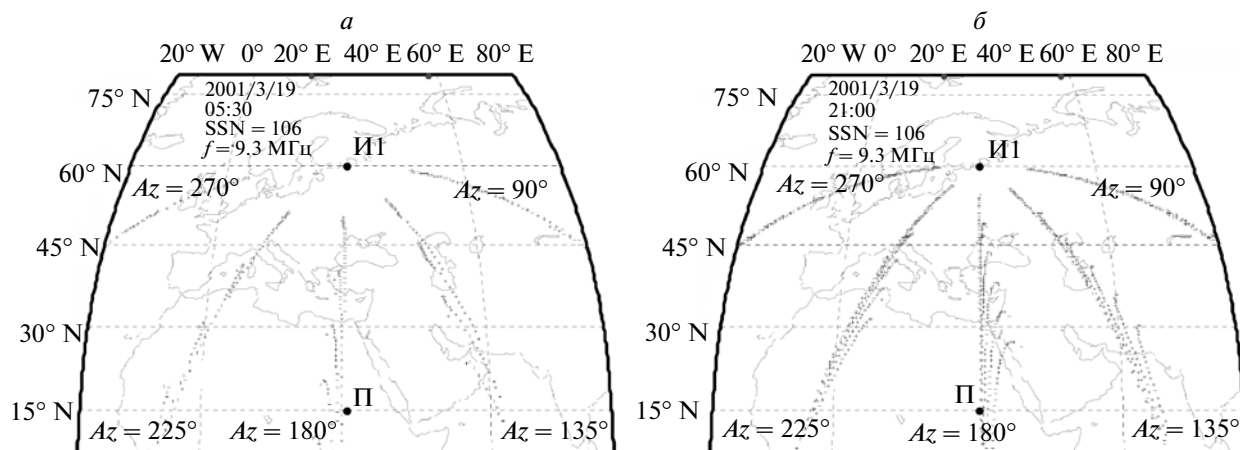 а
20° W 0° 20° E 40° E 60° E 80° E
75° N
2001/3/19
05:30
SSN = 106
f = 9.3 МГц
И1
60° N
Az = 270°
Az = 90°
45° N
30° N
П
15° N
Az = 225°
Az = 180°
Az = 135°
б
20° W 0° 20° E 40° E 60° E 80° E
75° N
2001/3/19
21:00
SSN = 106
f = 9.3 МГц
И1
60° N
Az = 270°
Az = 90°
45° N
30° N
П
15° N
Az = 225°
Az = 180°
Az = 135°